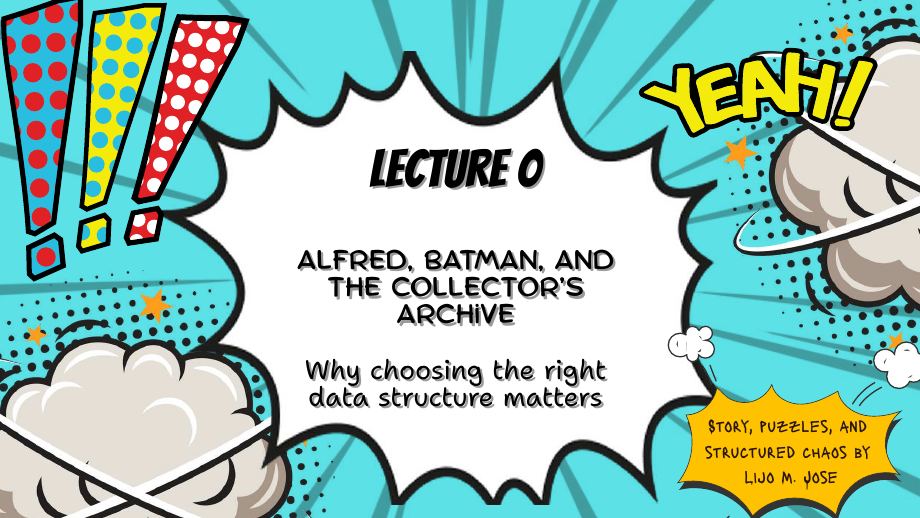 !!!
YEAH!
LECTURE 0
ALFRED, BATMAN, AND
THE COLLECTOR'S
ARCHIVE
Why choosing the right
data structure matters
STORY, PUZZLES, AND
STRUCTURED CHAOS BY
LIJO M. JOSE